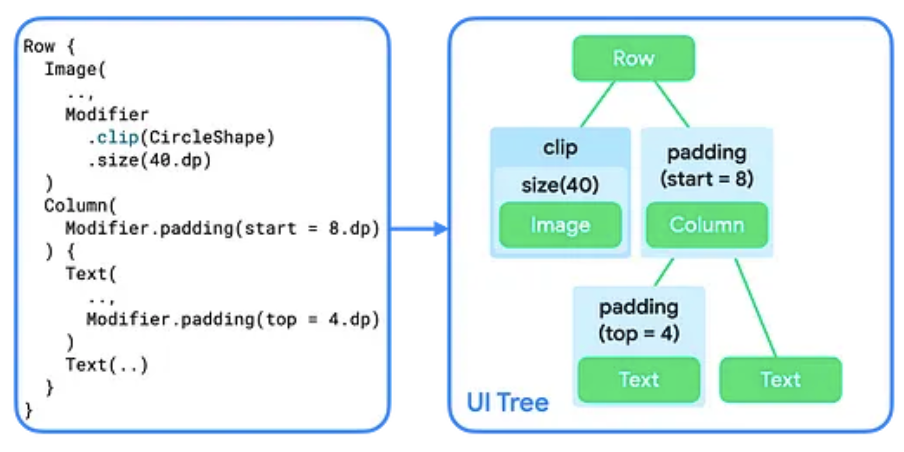 Row {
  Image(
    ..,
    Modifier
      .clip(CircleShape)
      .size(40.dp)
  )
  Column(
    Modifier.padding(start = 8.dp)
  ) {
    Text(
      ..,
      Modifier.padding(top = 4.dp)
    )
    Text(..)
  }
}
Row
clip
size(40)
Image
padding
(start = 8)
Column
padding
(top = 4)
Text
Text
UI Tree